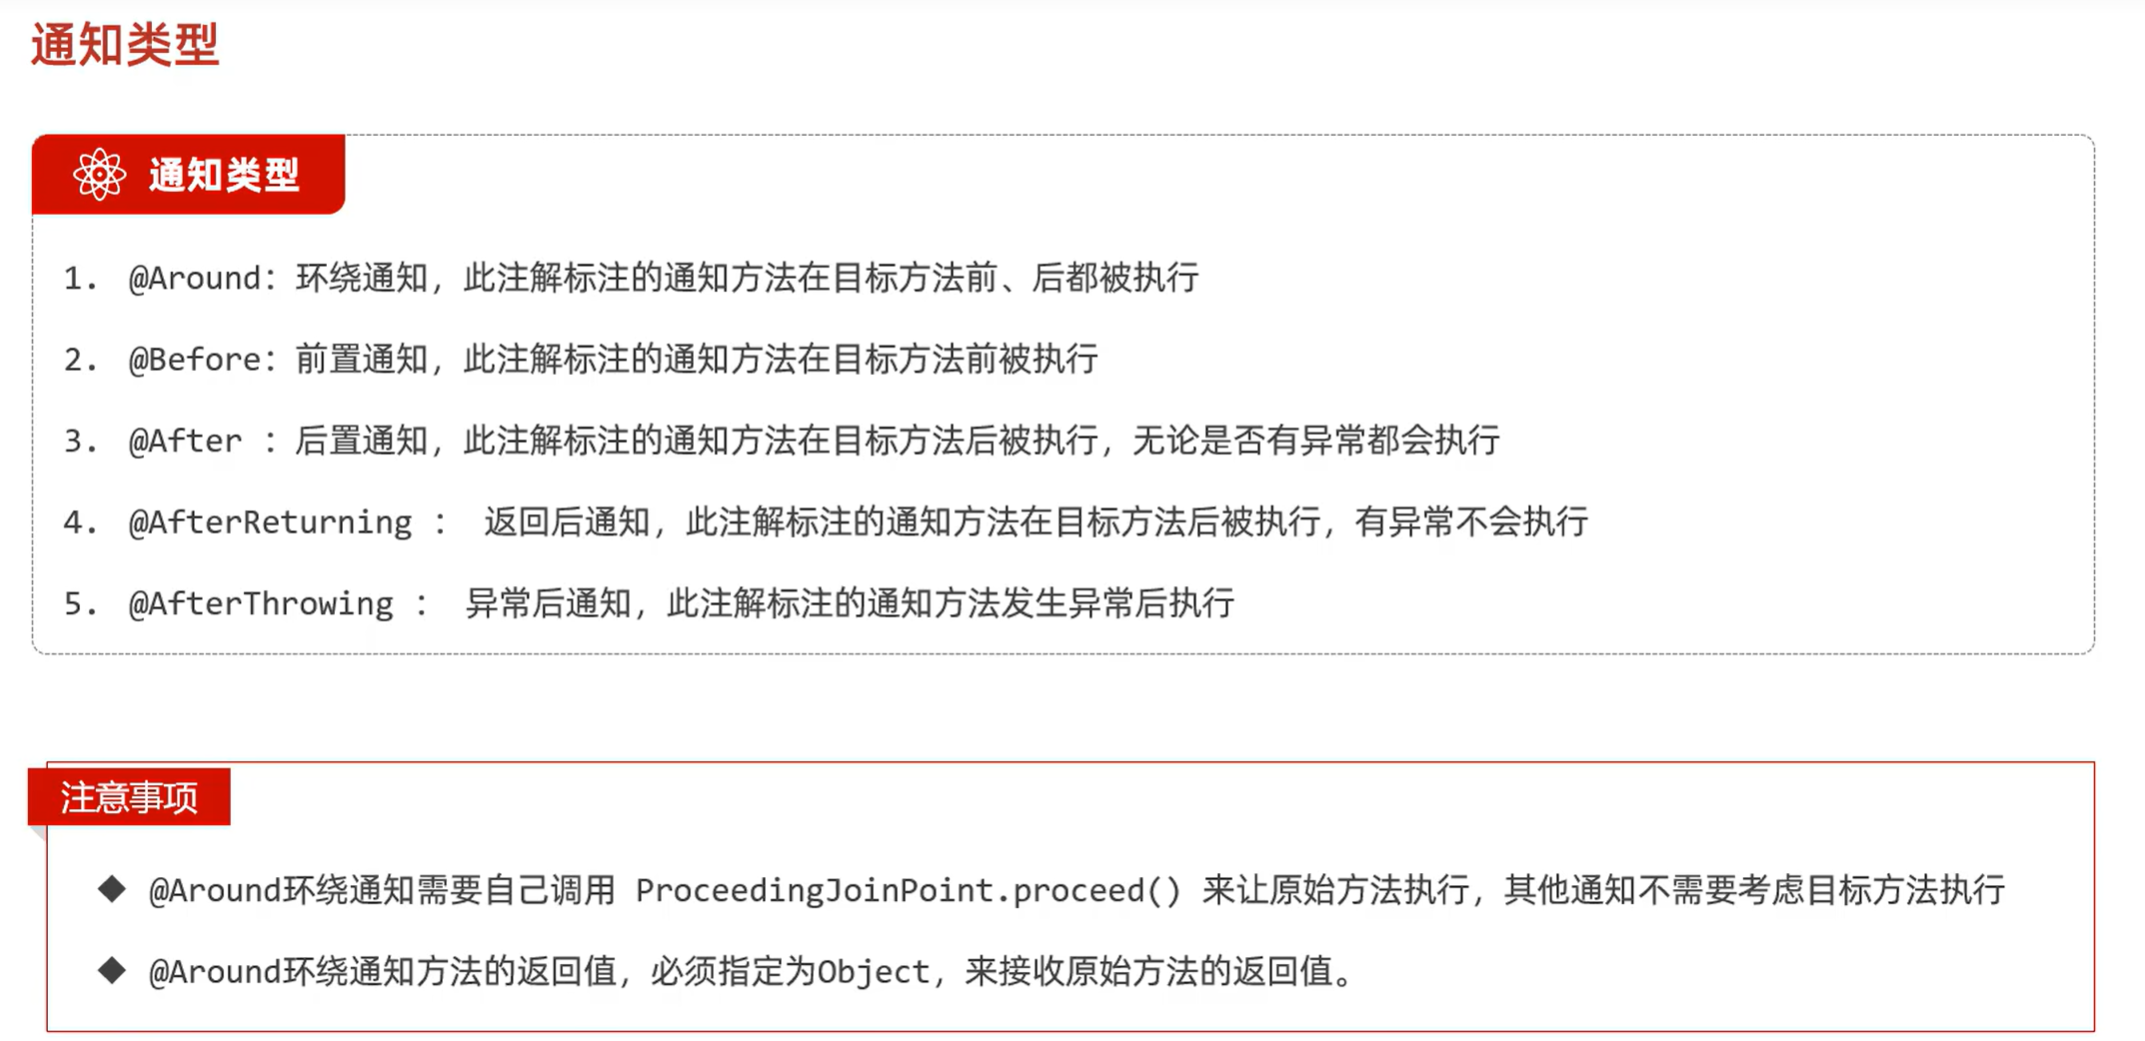 通知类型
通知类型
1. @Around：环绕通知，此注解标注的通知方法在目标方法前、后都被执行
2. @Before：前置通知，此注解标注的通知方法在目标方法前被执行
3. @After ：后置通知，此注解标注的通知方法在目标方法后被执行，无论是否有异常都会执行
4. @AfterReturning ： 返回后通知，此注解标注的通知方法在目标方法后被执行，有异常不会执行
5. @AfterThrowing ： 异常后通知，此注解标注的通知方法发生异常后执行
注意事项
◆ @Around环绕通知需要自己调用 ProceedingJoinPoint.proceed() 来让原始方法执行，其他通知不需要考虑目标方法执行
◆ @Around环绕通知方法的返回值，必须指定为Object，来接收原始方法的返回值。